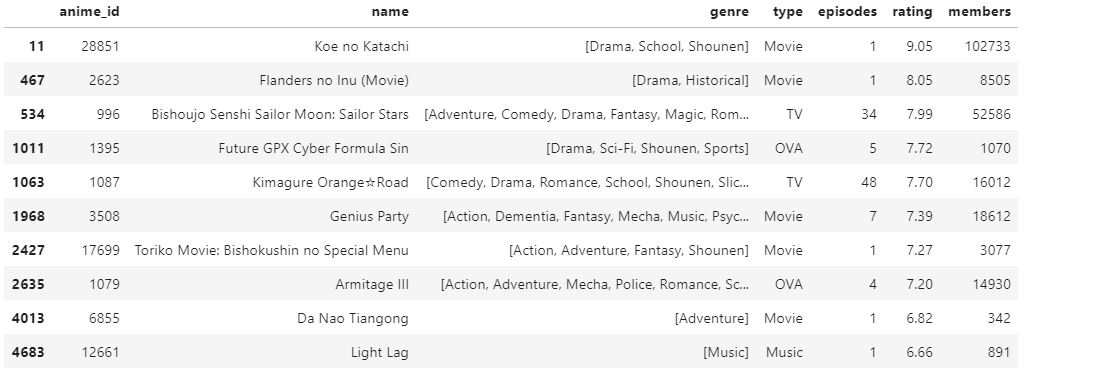 anime_id name genre type episodes rating members
11 28851 Koe no Katachi [Drama, School, Shounen] Movie 1 9.05 102733
467 2623 Flanders no Inu (Movie) [Drama, Historical] Movie 1 8.05 8505
534 996 Bishoujo Senshi Sailor Moon: Sailor Stars [Adventure, Comedy, Drama, Fantasy, Magic, Rom... TV 34 7.99 52586
1011 1395 Future GPX Cyber Formula Sin [Drama, Sci-Fi, Shounen, Sports] OVA 5 7.72 1070
1063 1087 Kimagure Orange☆Road [Comedy, Drama, Romance, School, Shounen, Slic... TV 48 7.70 16012
1968 3508 Genius Party [Action, Dementia, Fantasy, Mecha, Music, Psyc... Movie 7 7.39 18612
2427 17699 Toriko Movie: Bishokushin no Special Menu [Action, Adventure, Fantasy, Shounen] Movie 1 7.27 3077
2635 1079 Armitage III [Action, Adventure, Mecha, Police, Romance, Sc... OVA 4 7.20 14930
4013 6855 Da Nao Tiangong [Adventure] Movie 1 6.82 342
4683 12661 Light Lag [Music] Music 1 6.66 891